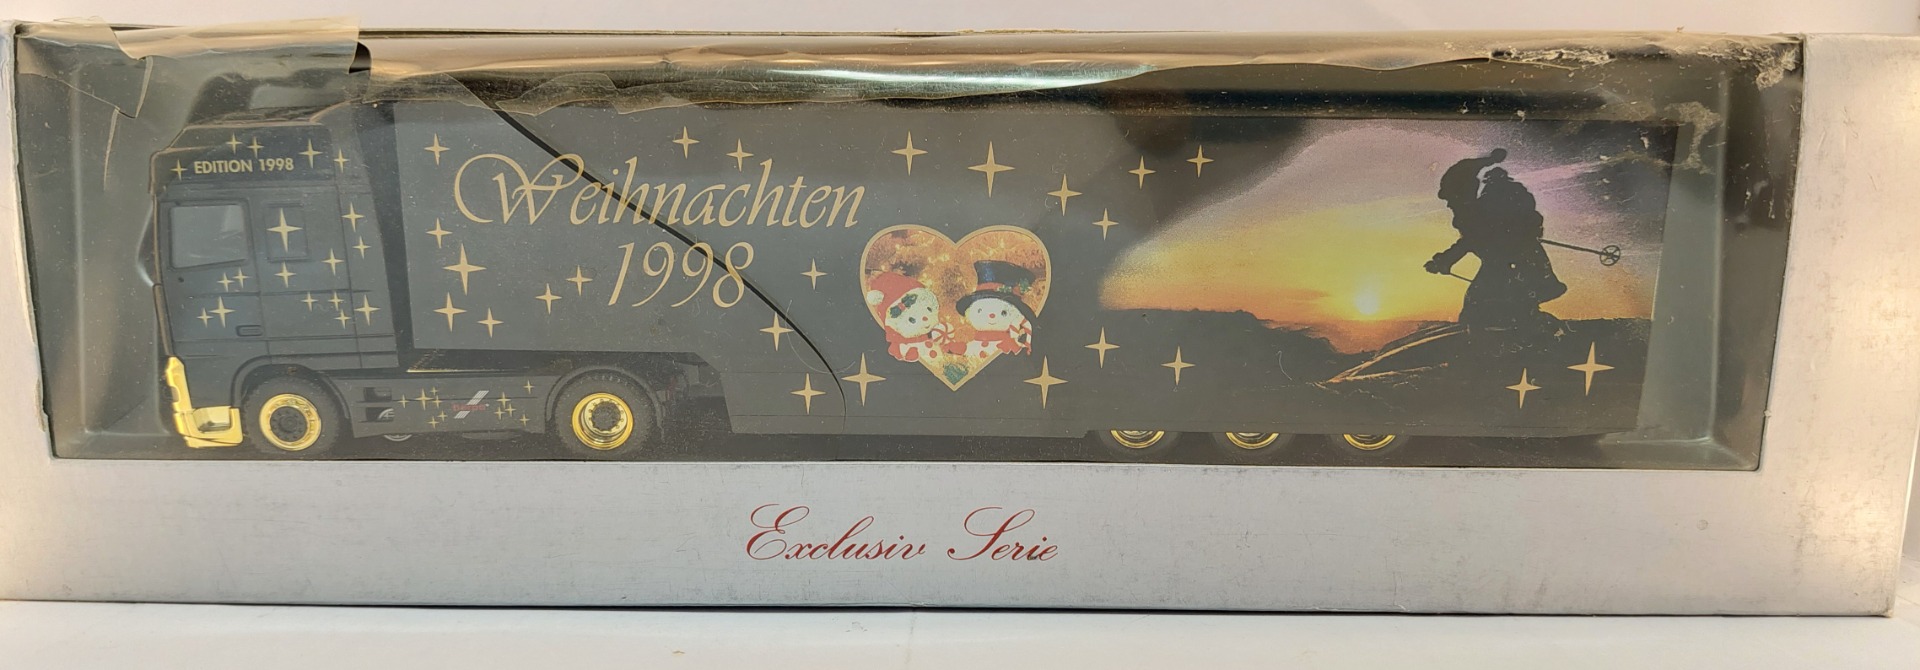 EDITION 1998
Weihnachten
1998
Exclusiv Serie